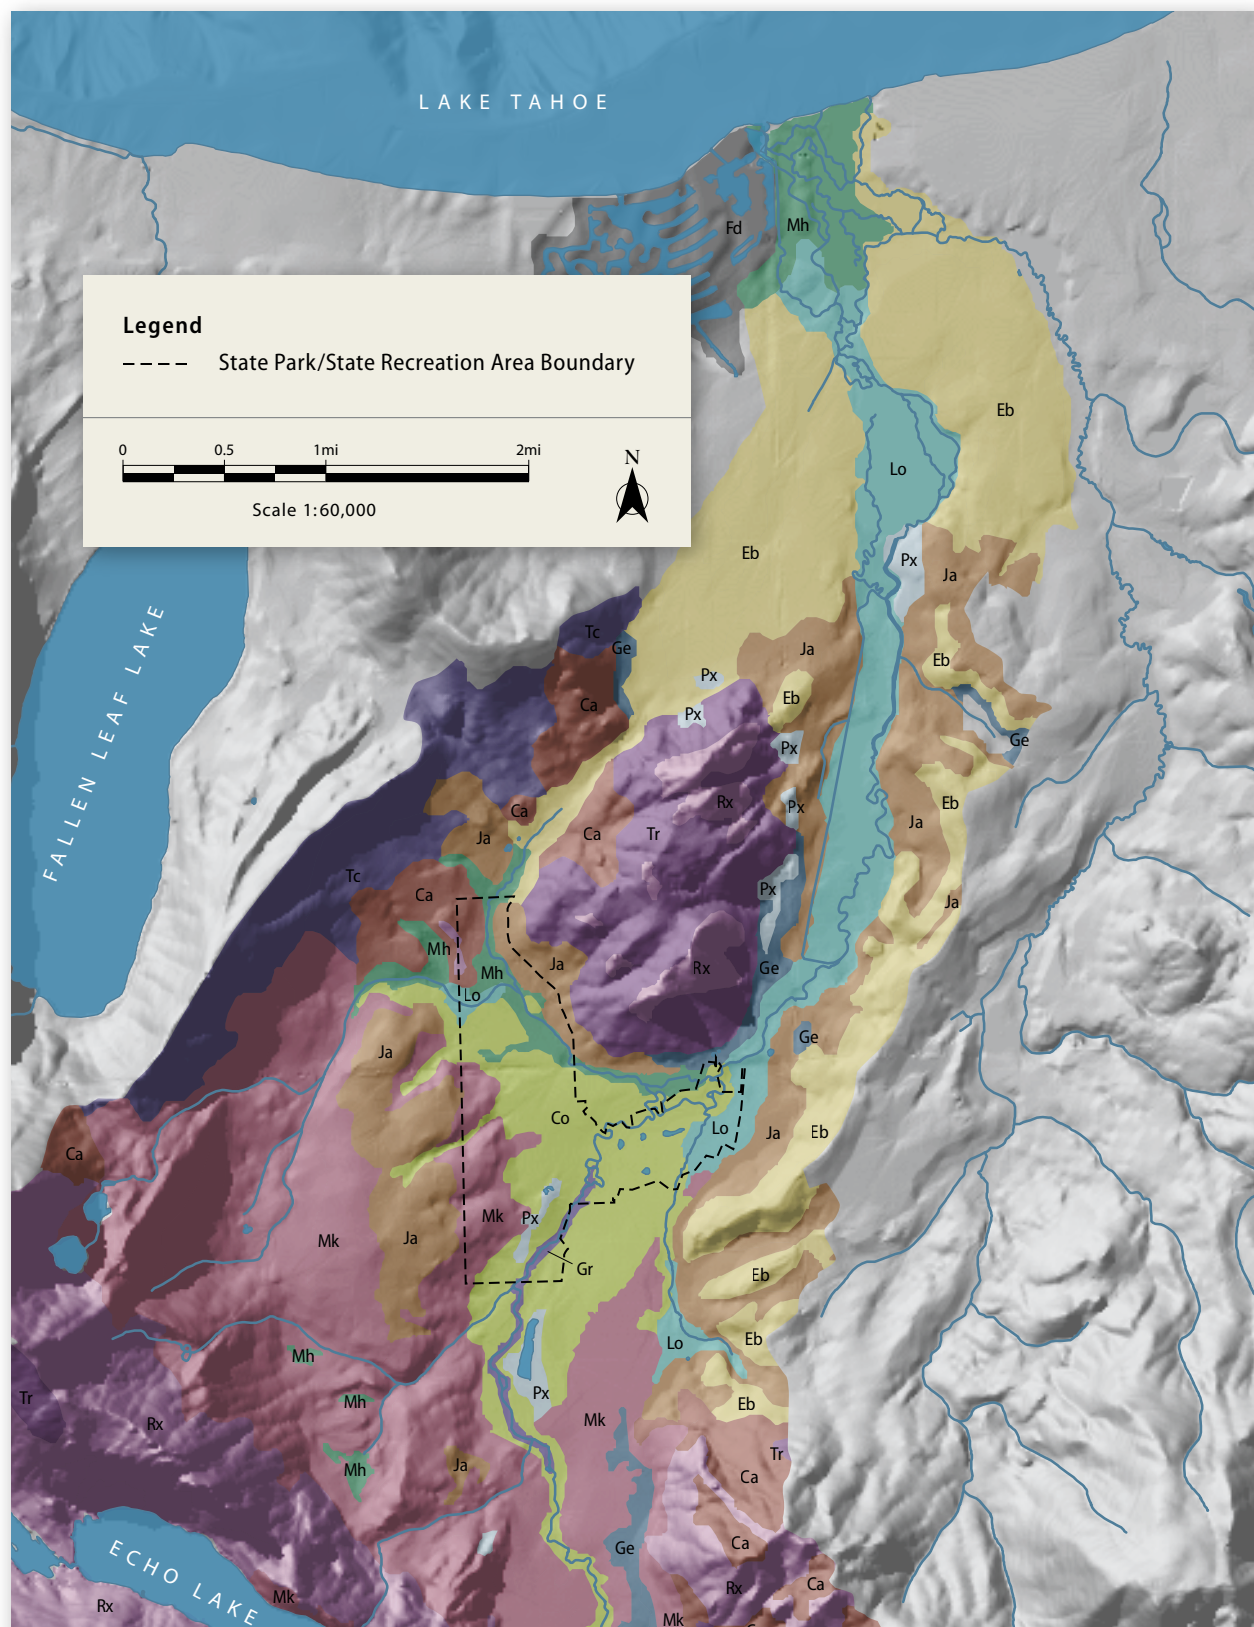 LAKE TAHOE
Fd
Mh
Legend
State Park/State Recreation Area Boundary
0 0.5 1mi 2mi
N
Scale 1:60,000
Eb
Lo
Eb
Px
Ja
FALLEN LEAF LAKE
Tc
Ge
Ja
Eb
Px
Eb
Ca
Px
Ge
Px
Rx
Px
Eb
Ca
Ja
Ca
Tr
Ja
Tc
Ca
Px
Ja
Mh
Ja
Rx
Ge
Mh
Lo
Ge
Ja
Co
Lo
Ja
Eb
Ca
Mk
Px
Mk
Ja
Gr
Eb
Eb
Lo
Mh
Px
Tr
Mh
Eb
Rx
Mk
Tr
Mh
Ja
Ca
Ge
Ca
ECHO LAKE
Rx
Ca
Mk
Rx
Mk